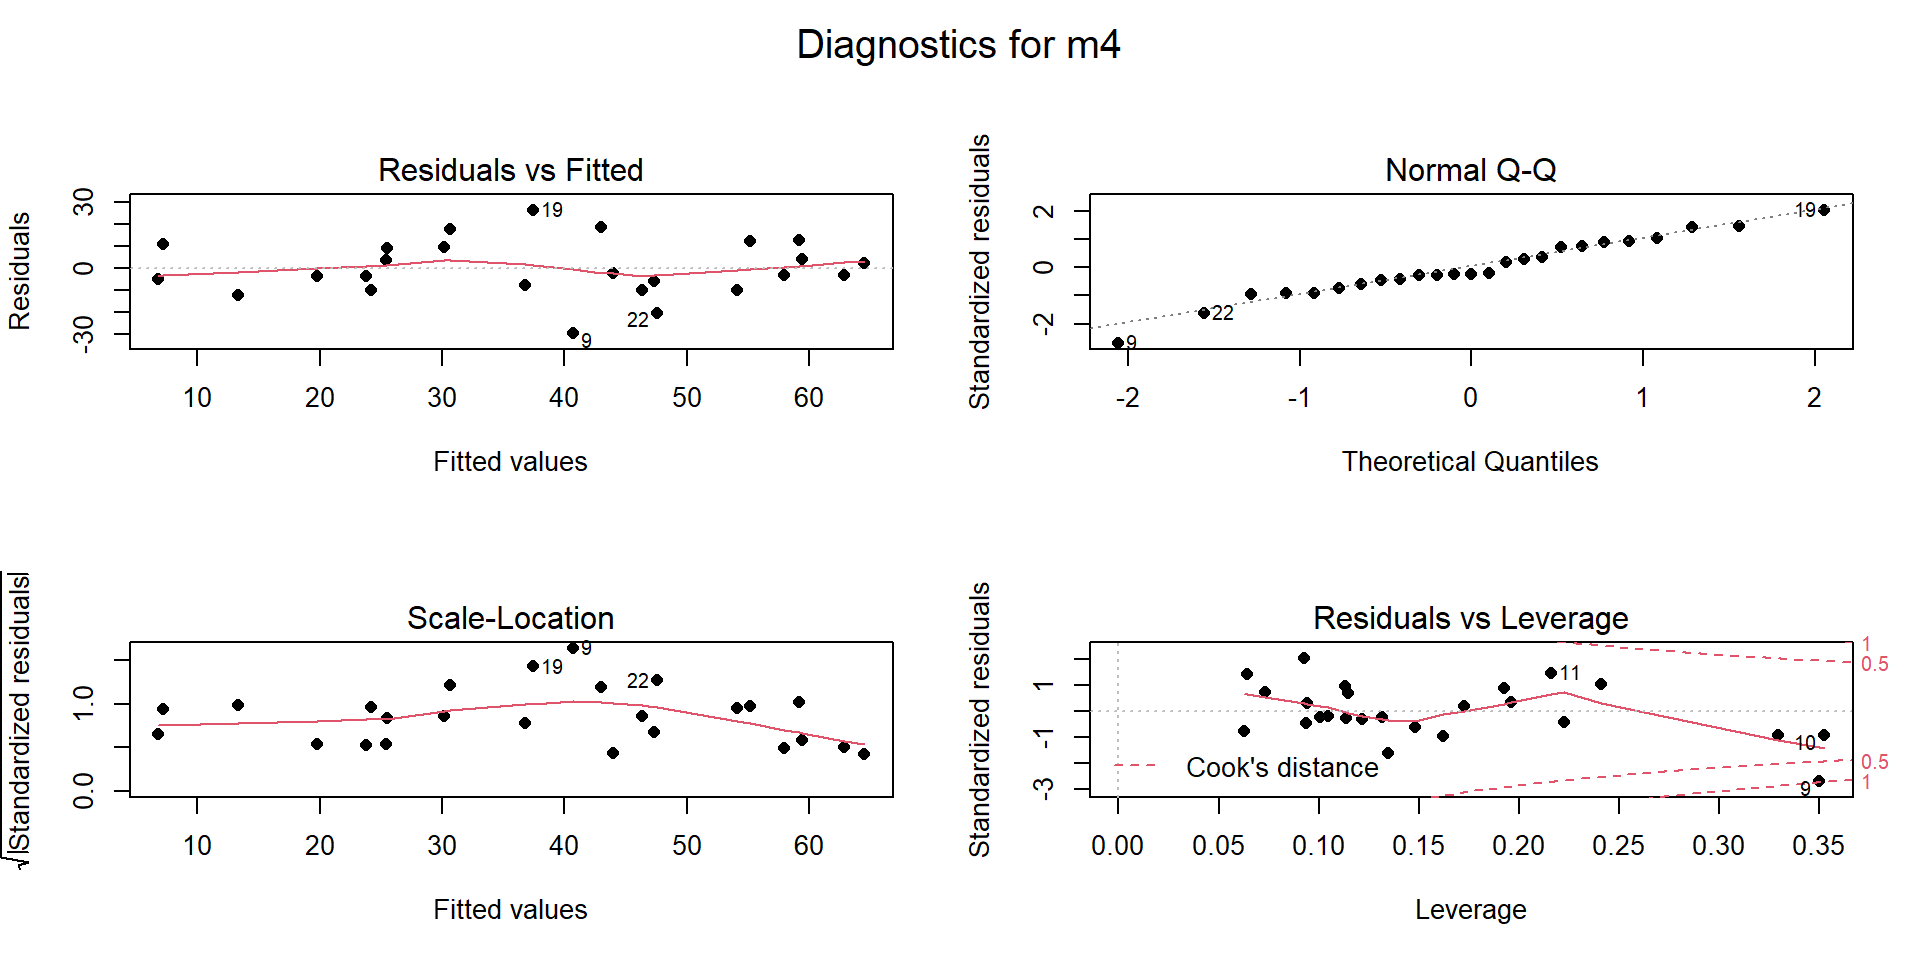 Diagnostics for m4
Residuals vs Fitted
Residuals
30
0
-30
19
22
9
10 20 30 40 50 60
Fitted values
Normal Q-Q
Standardized residuals
2
0
-2
19
22
9
-2 -1 0 1 2
Theoretical Quantiles
Scale-Location
√|Standardized residuals|
1.0
0.0
9
19
22
10 20 30 40 50 60
Fitted values
Residuals vs Leverage
Standardized residuals
1
-1
-3
1
0.5
11
10
0.5
1
9
Cook's distance
0.00 0.05 0.10 0.15 0.20 0.25 0.30 0.35
Leverage